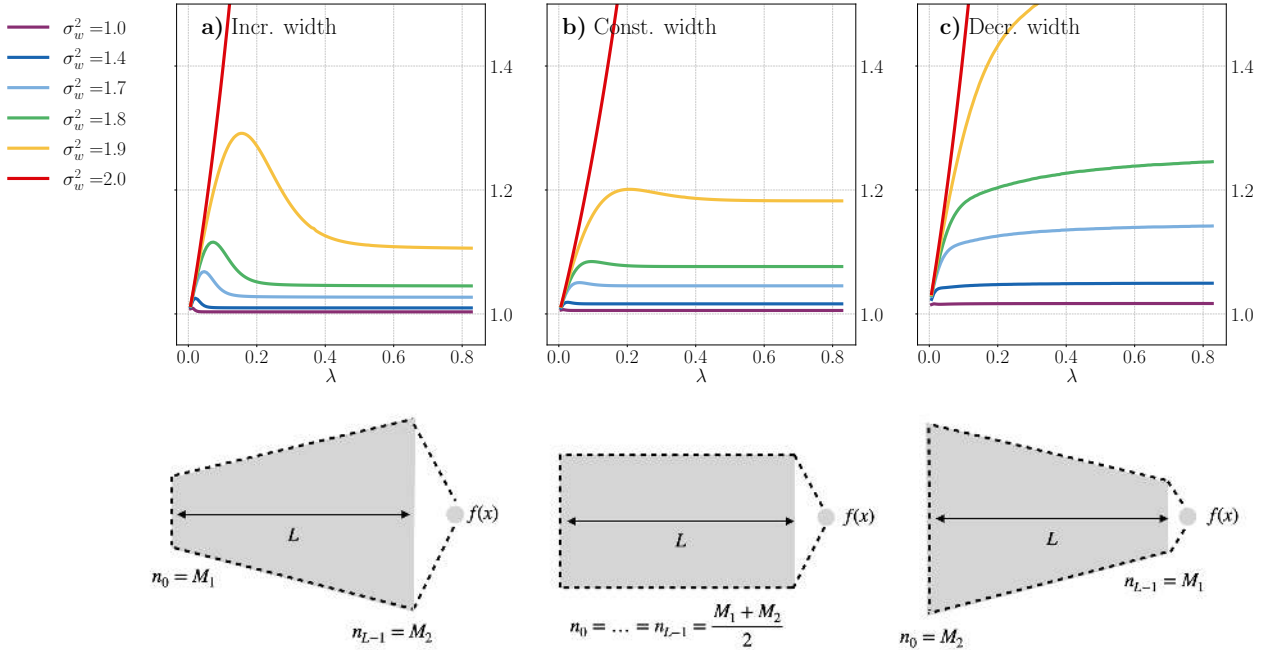 σ_w^2=1.0
σ_w^2=1.4
σ_w^2=1.7
σ_w^2=1.8
σ_w^2=1.9
σ_w^2=2.0
a) Incr. width
1.4
1.2
1.0
0.0 0.2 0.4 0.6 0.8
λ
b) Const. width
1.4
1.2
1.0
0.0 0.2 0.4 0.6 0.8
λ
c) Decr. width
1.4
1.2
1.0
0.0 0.2 0.4 0.6 0.8
λ
L
f(x)
n_0 = M_1
n_{L-1} = M_2
L
f(x)
n_0 = … = n_{L-1} = \frac{M_1 + M_2}{2}
L
f(x)
n_{L-1} = M_1
n_0 = M_2